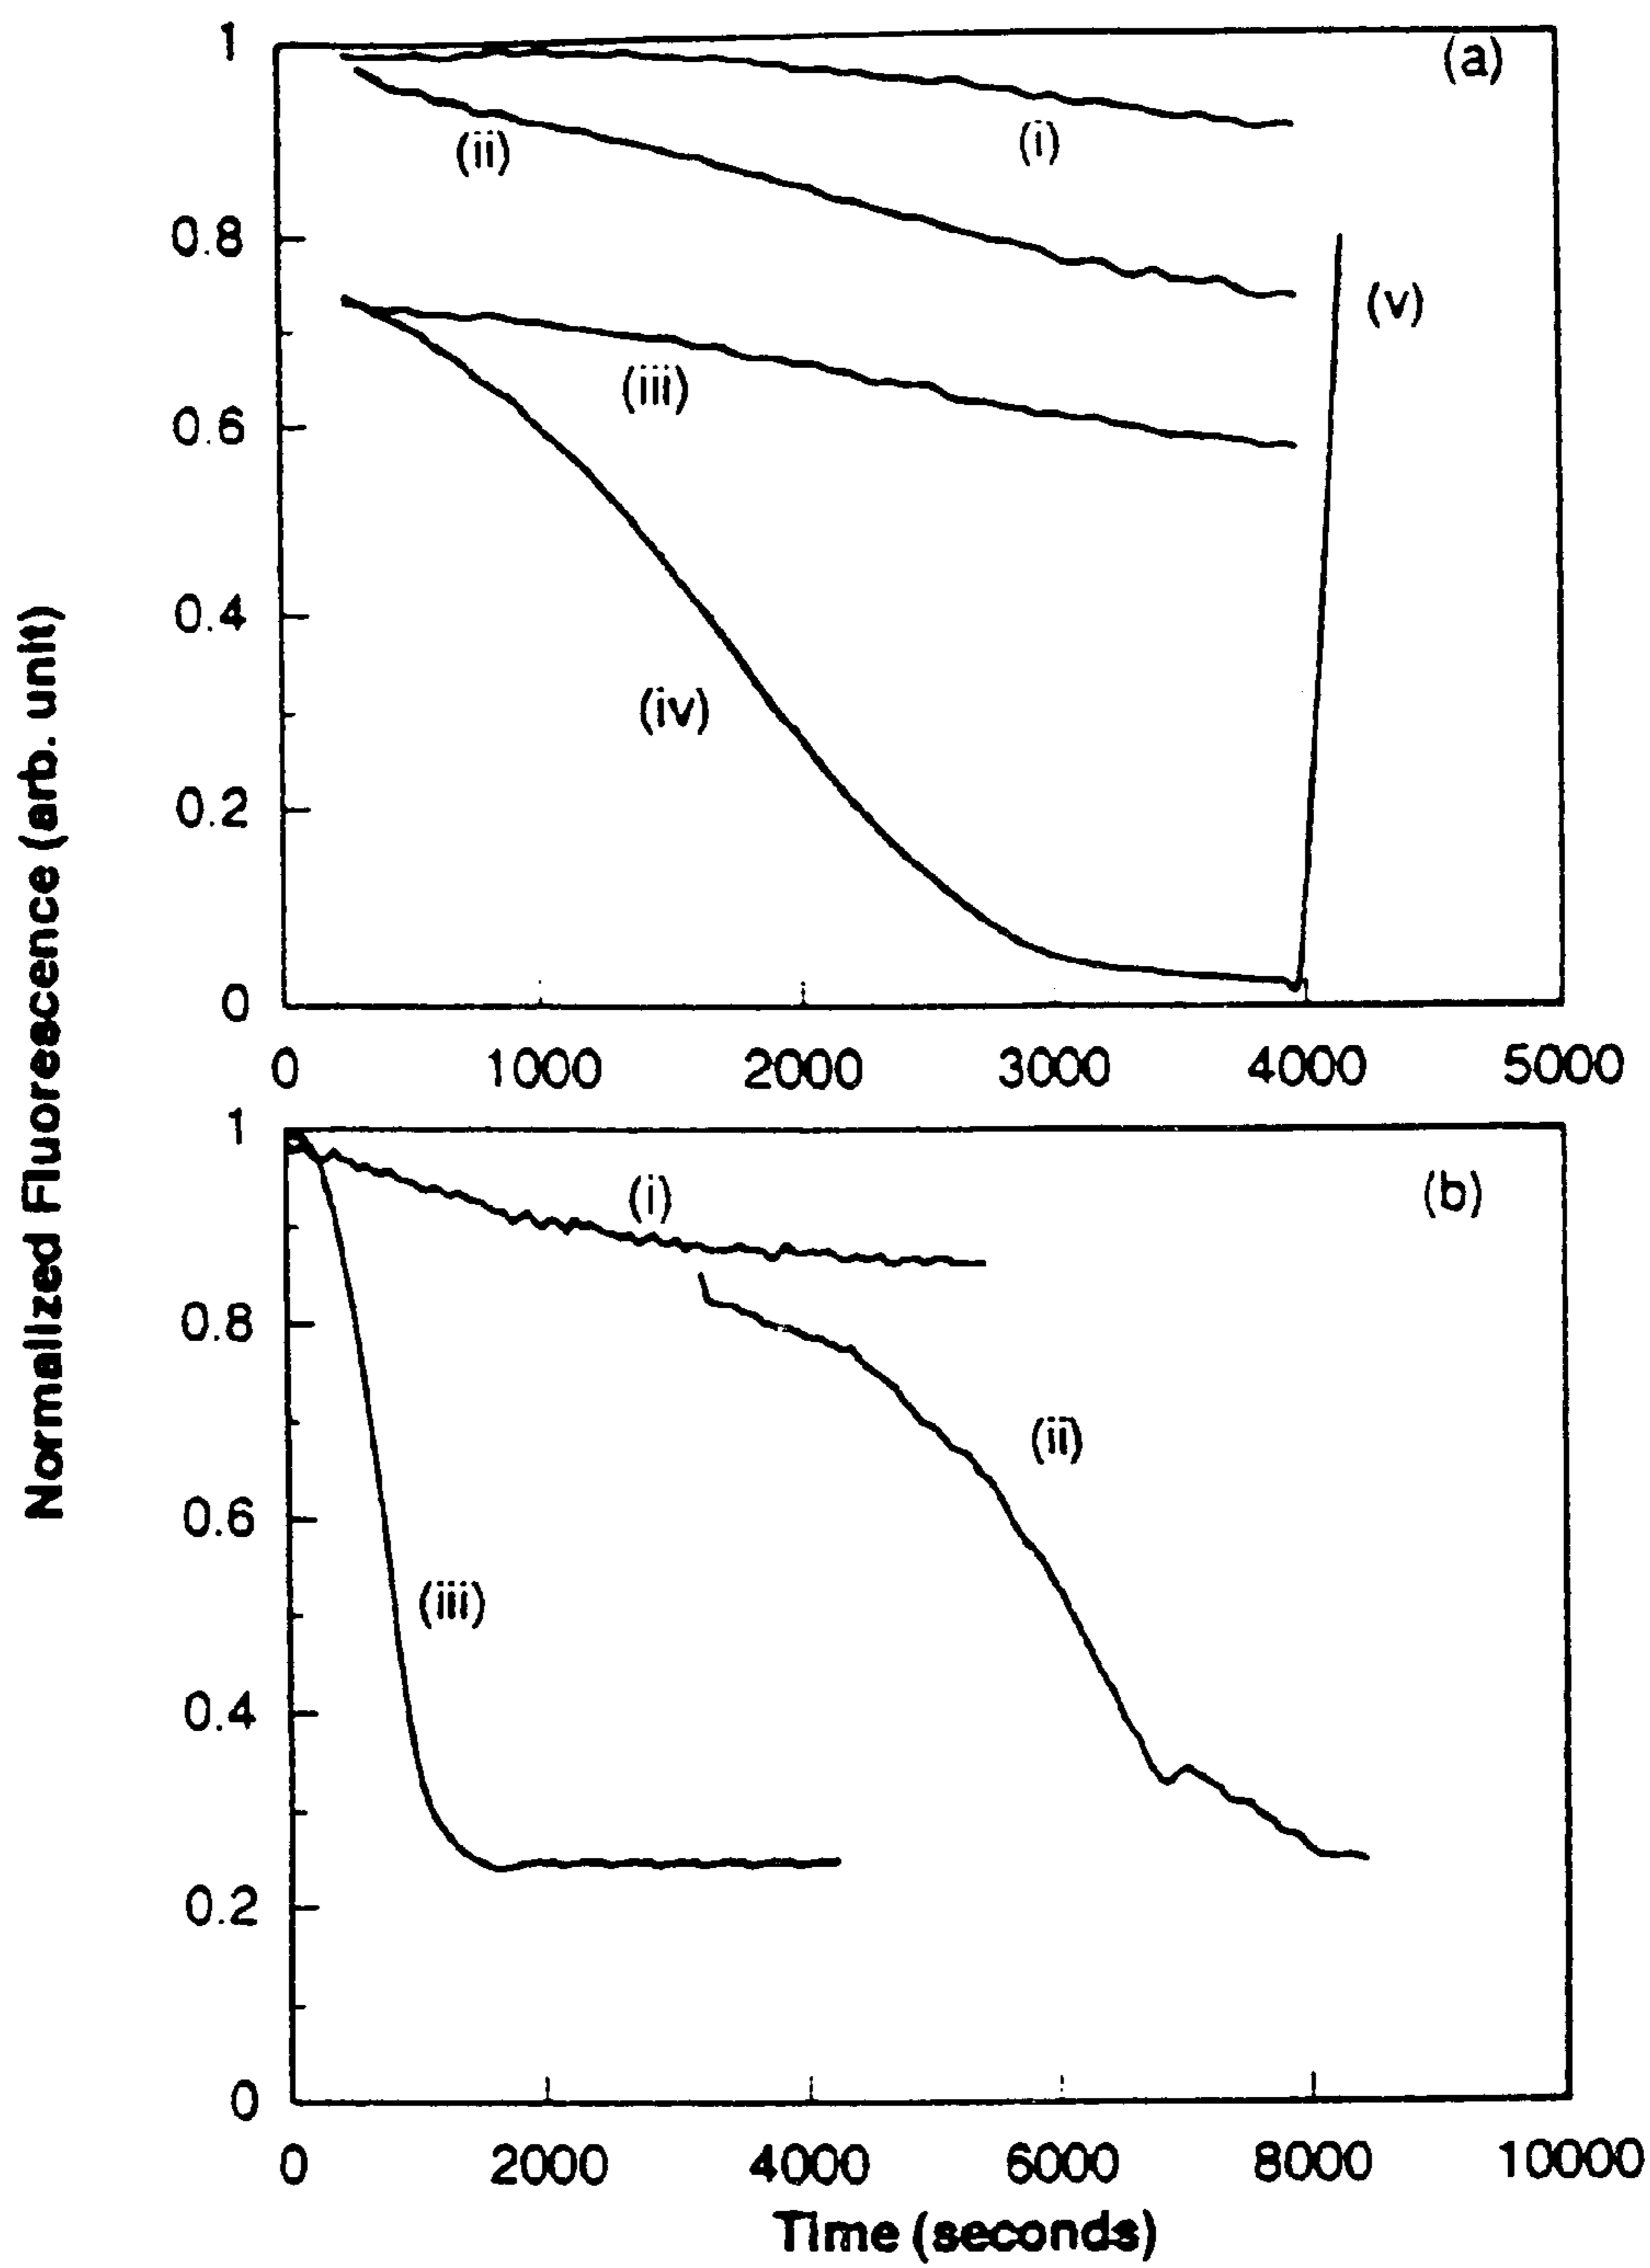 Normalized Fluorescence (arb. unit)
1
(a)
(i)
(ii)
0.8
(v)
(iii)
0.6
0.4
(iv)
0.2
0
0 1000 2000 3000 4000 5000
1
(i)
(b)
0.8
(ii)
0.6
(iii)
0.4
0.2
0
0 2000 4000 6000 8000 10000
Time (seconds)